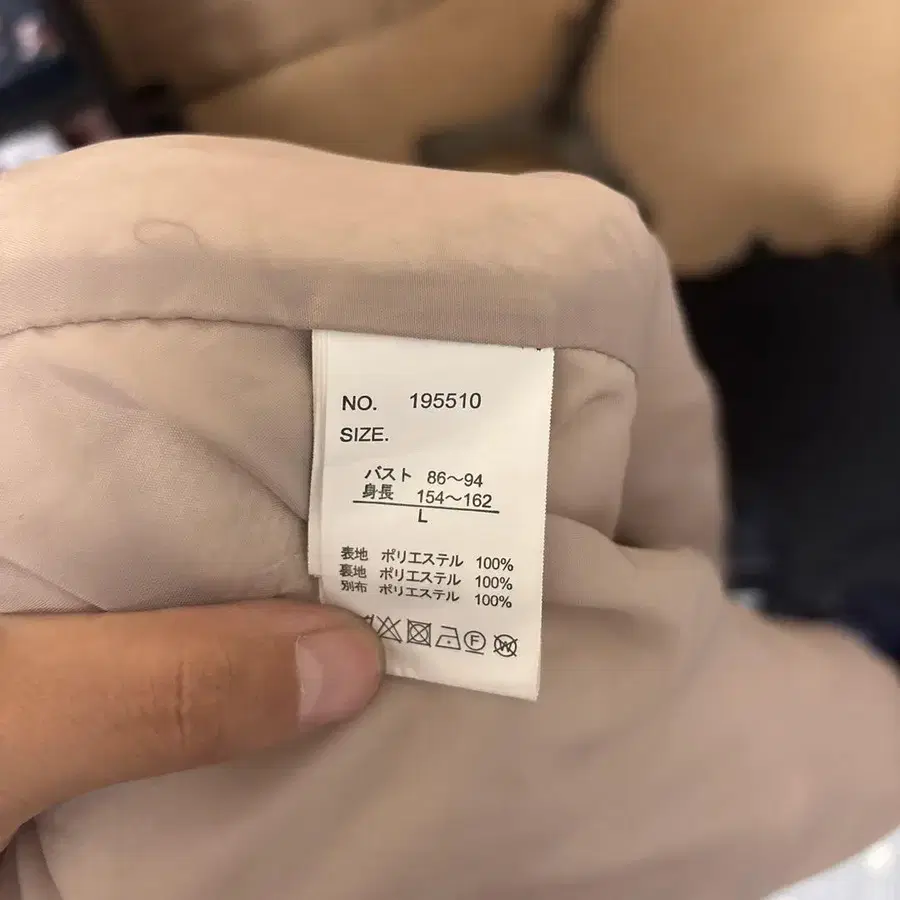 NO. 195510
SIZE.
バスト 86〜94
身長 154〜162
L
表地 ポリエステル 100%
裏地 ポリエステル 100%
別布 ポリエステル 100%
F W